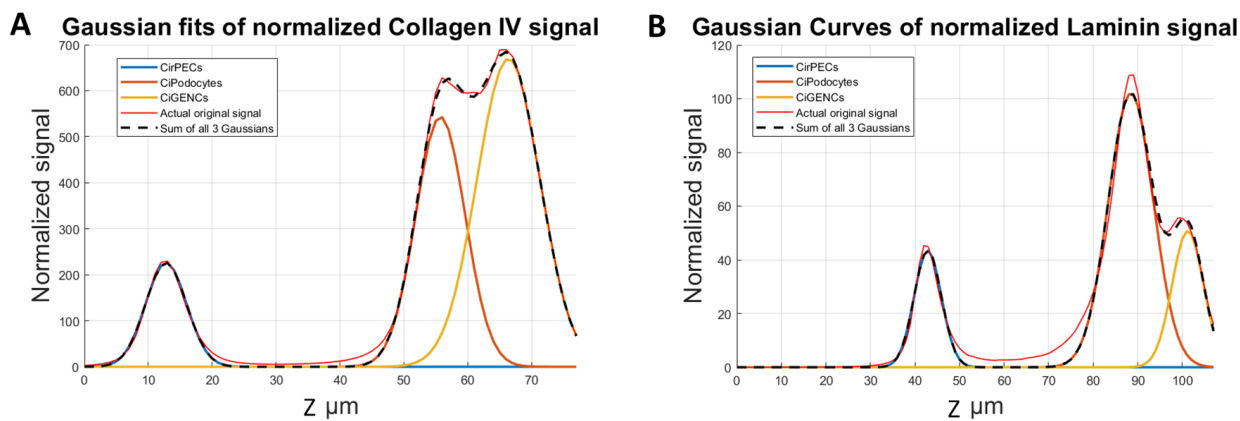 A
Gaussian fits of normalized Collagen IV signal
Normalized signal
700
600
500
400
300
200
100
0
CirPECs
CiPodocytes
CiGENCs
Actual original signal
Sum of all 3 Gaussians
0 10 20 30 40 50 60 70
Z μm
B
Gaussian Curves of normalized Laminin signal
Normalized signal
120
100
80
60
40
20
0
CirPECs
CiPodocytes
CiGENCs
Actual original signal
Sum of all 3 Gaussians
0 10 20 30 40 50 60 70 80 90 100
Z μm